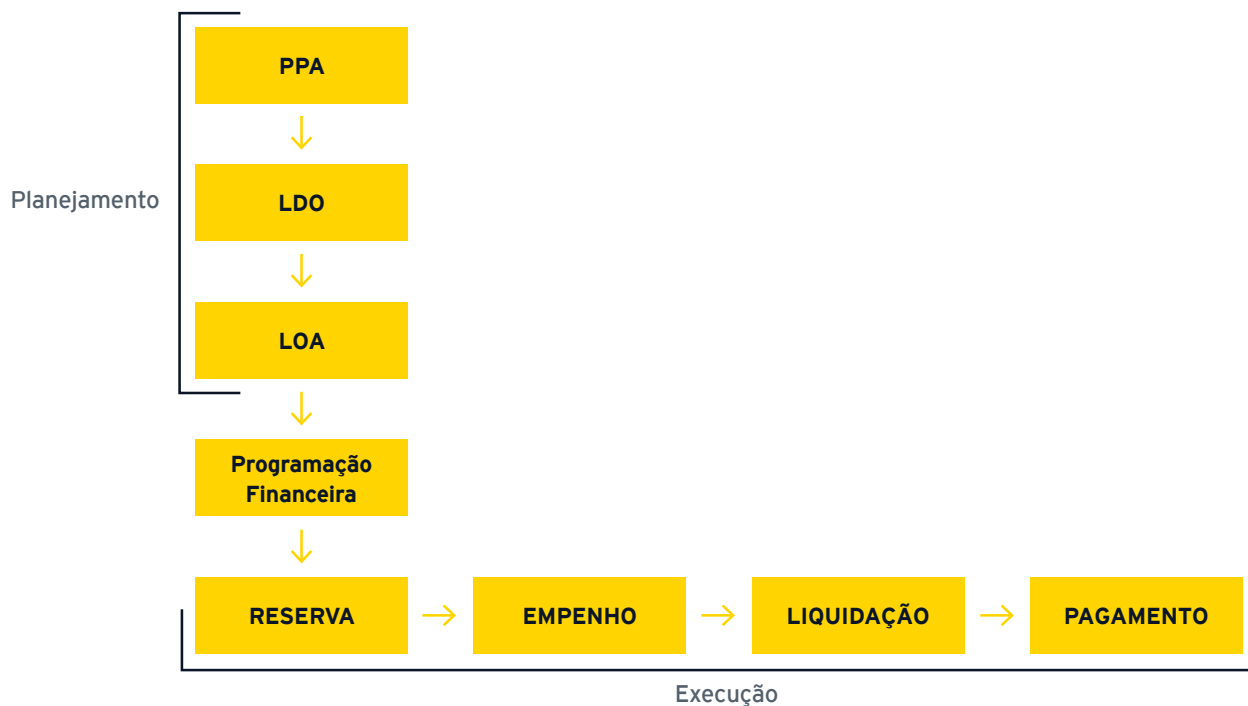 PPA
Planejamento
LDO
LOA
Programação
Financeira
RESERVA
EMPENHO
LIQUIDAÇÃO
PAGAMENTO
Execução